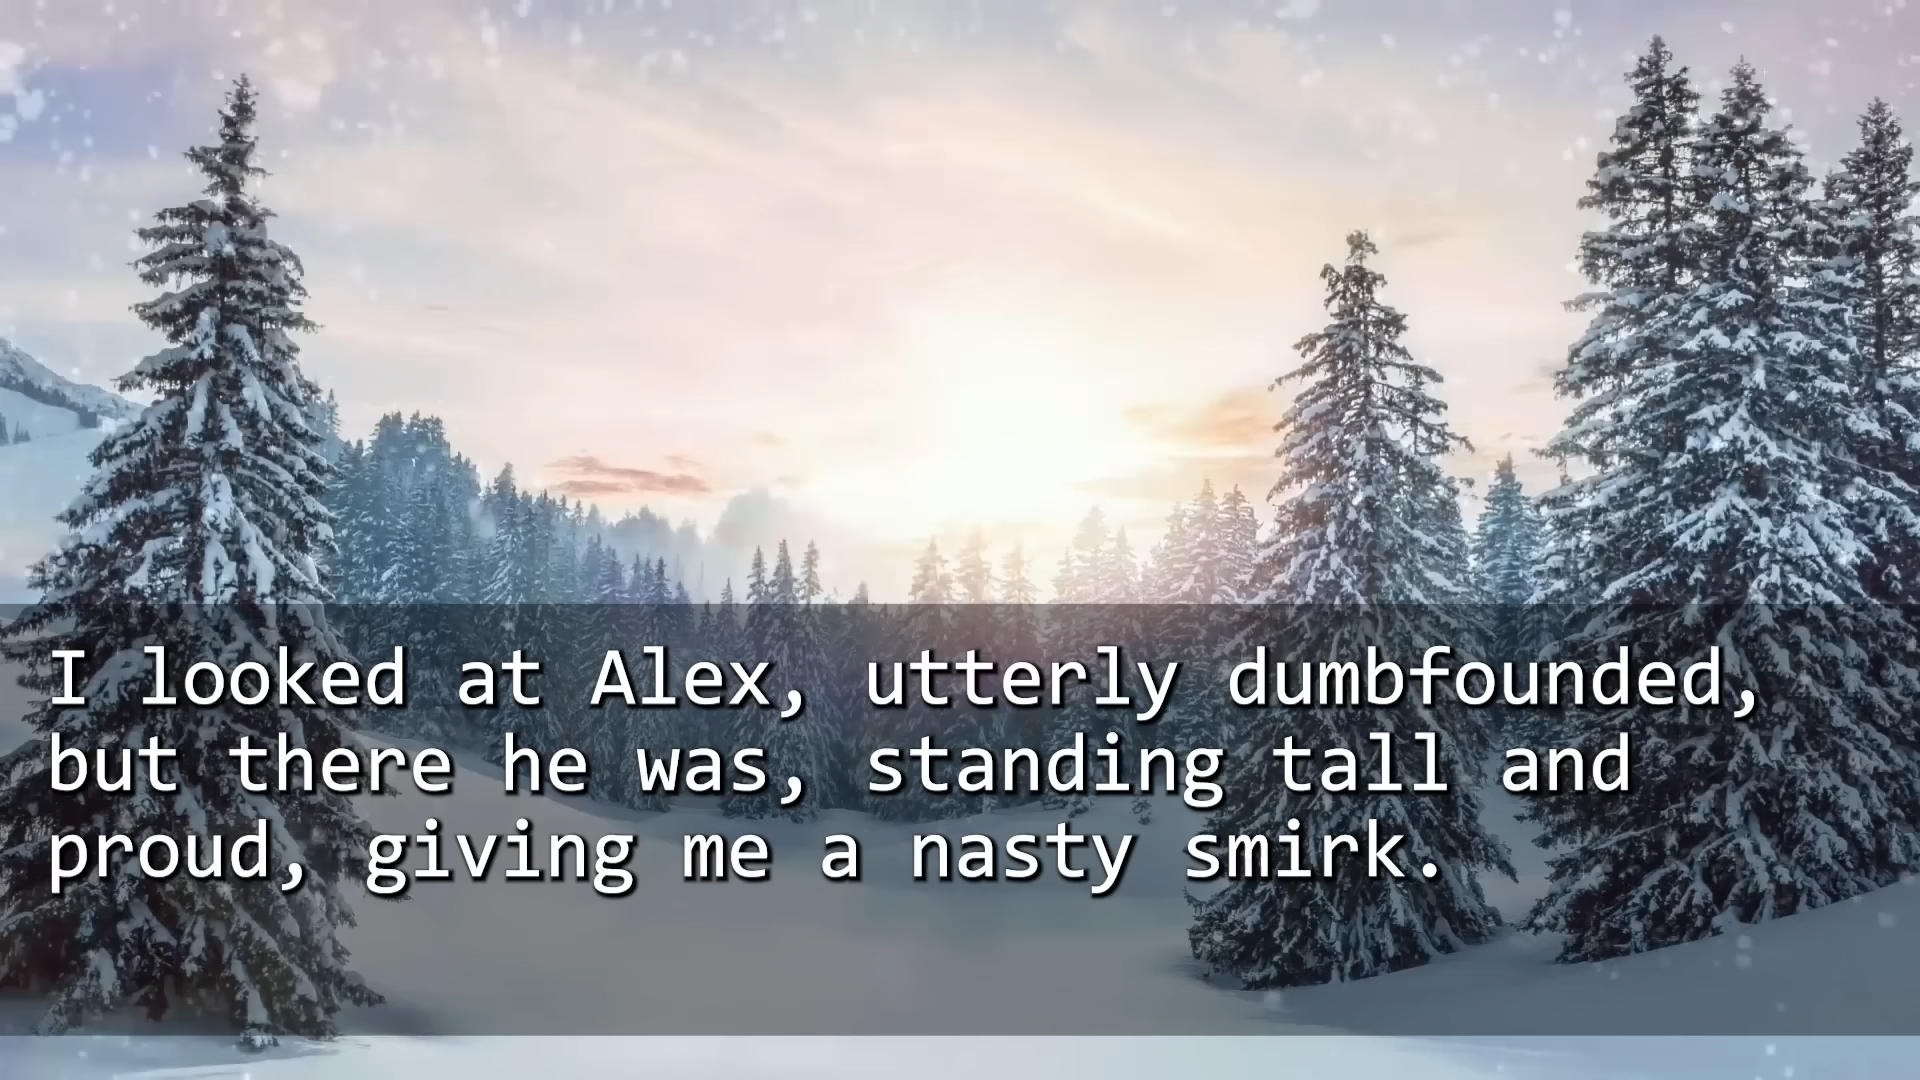 I looked at Alex, utterly dumbfounded,
but there he was, standing tall and
proud, giving me a nasty smirk.